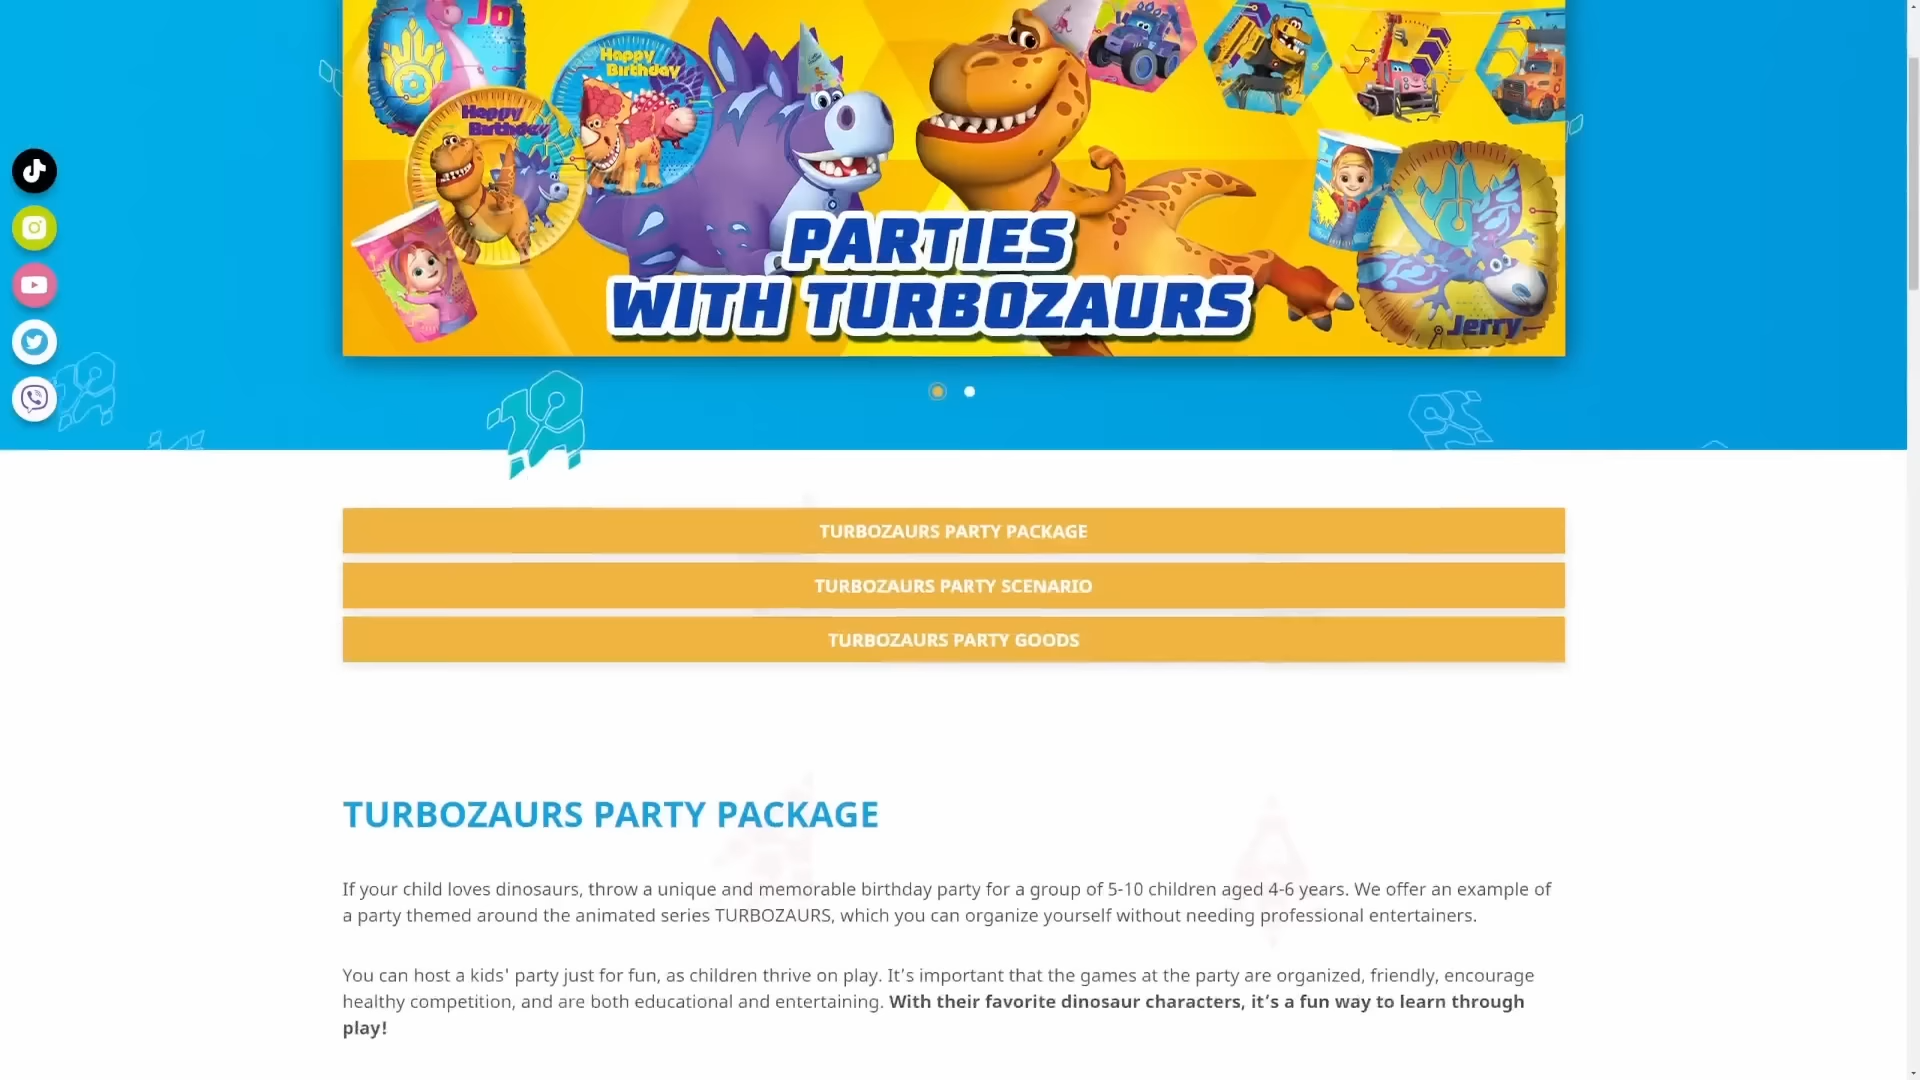 Jo
Happy
Birthday
Happy
Birthday
Jerry
PARTIES
WITH TURBOZAURS
TURBOZAURS PARTY PACKAGE
TURBOZAURS PARTY SCENARIO
TURBOZAURS PARTY GOODS
TURBOZAURS PARTY PACKAGE
If your child loves dinosaurs, throw a unique and memorable birthday party for a group of 5-10 children aged 4-6 years. We offer an example of
a party themed around the animated series TURBOZAURS, which you can organize yourself without needing professional entertainers.
You can host a kids' party just for fun, as children thrive on play. It's important that the games at the party are organized, friendly, encourage
healthy competition, and are both educational and entertaining. With their favorite dinosaur characters, it's a fun way to learn through
play!